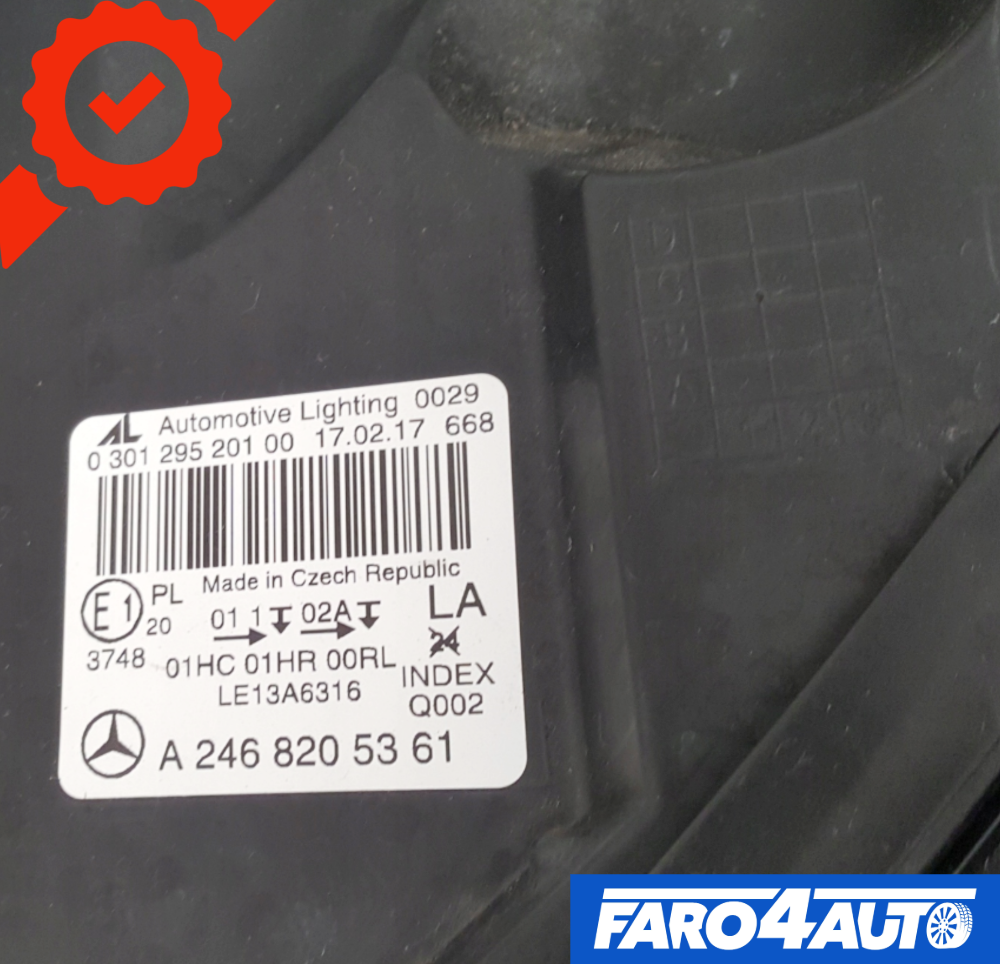 AL Automotive Lighting 0029
0 301 295 201 00 17.02.17 668
Made in Czech Republic
E1 PL 20 01 1 02A LA
3748 01HC 01HR 00RL 24
LE13A6316 INDEX
Q002
A 246 820 53 61
D
C
B
A
FARO4AUTO